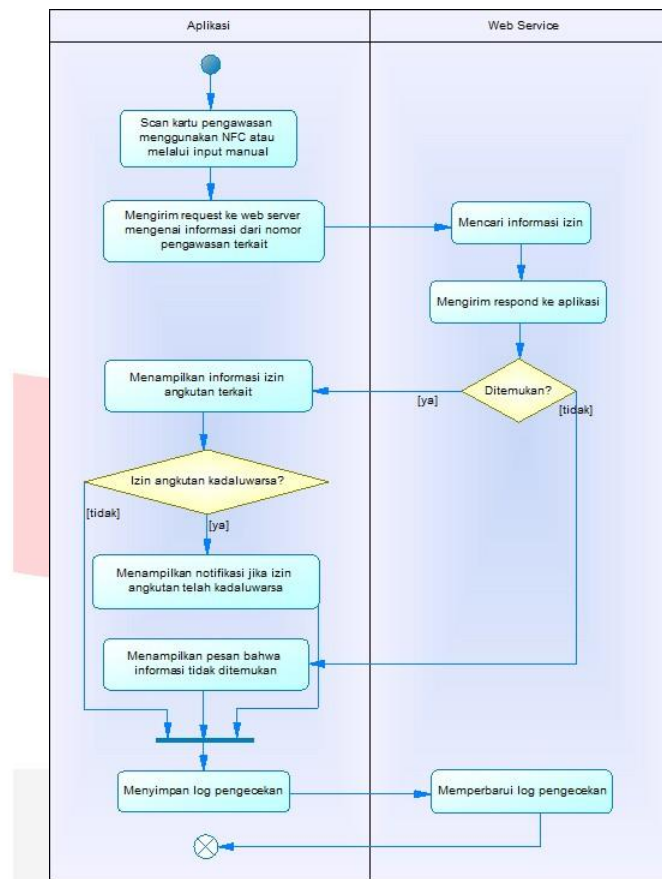 Aplikasi
Web Service
Scan kartu pengawasan
menggunakan NFC atau
melalui input manual
Mengirim request ke web server
mengenai informasi dari nomor
pengawasan terkait
Mencari informasi izin
Mengirim respond ke aplikasi
Ditemukan?
[ya]
[tidak]
Menampilkan informasi izin
angkutan terkait
Izin angkutan kadaluwarsa?
[tidak]
[ya]
Menampilkan notifikasi jika izin
angkutan telah kadaluwarsa
Menampilkan pesan bahwa
informasi tidak ditemukan
Menyimpan log pengecekan
Memperbarui log pengecekan